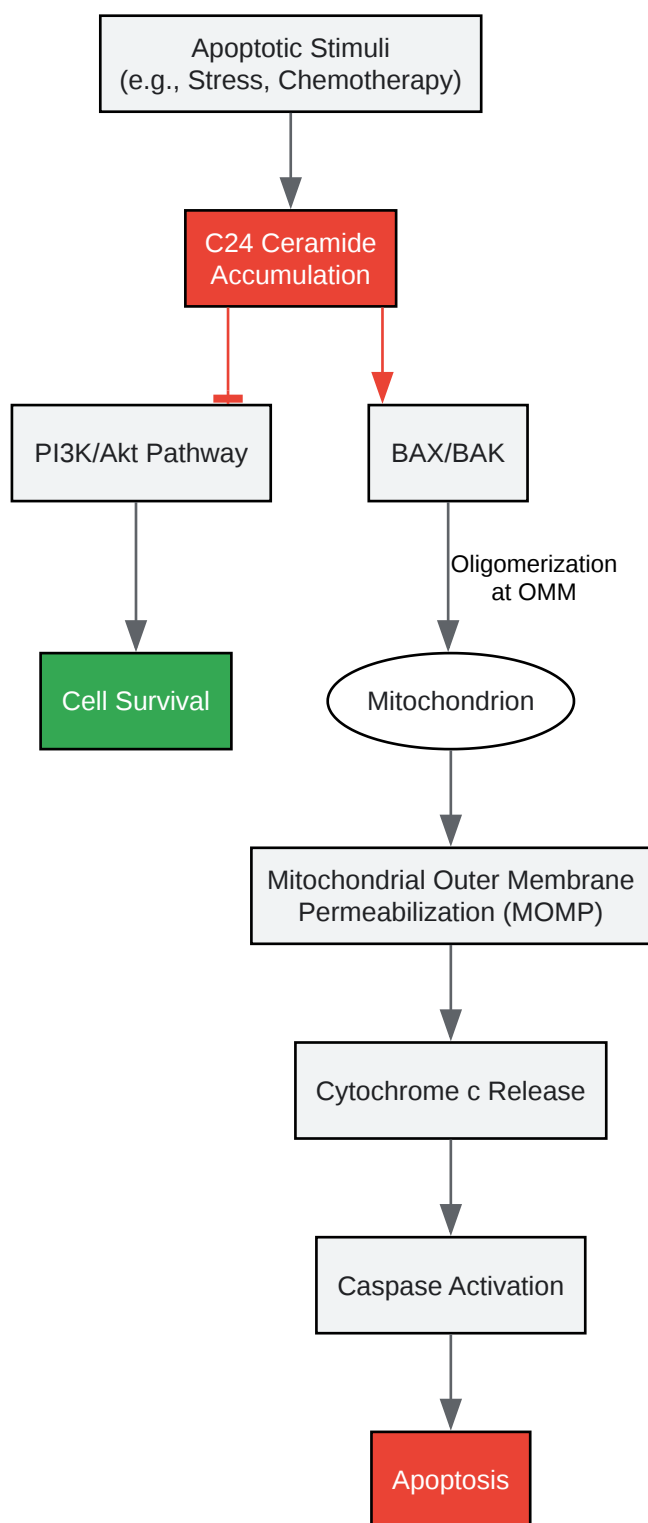 Apoptotic Stimuli
(e.g., Stress, Chemotherapy)
C24 Ceramide
Accumulation
PI3K/Akt Pathway
BAX/BAK
Oligomerization
at OMM
Cell Survival
Mitochondrion
Mitochondrial Outer Membrane
Permeabilization (MOMP)
Cytochrome c Release
Caspase Activation
Apoptosis